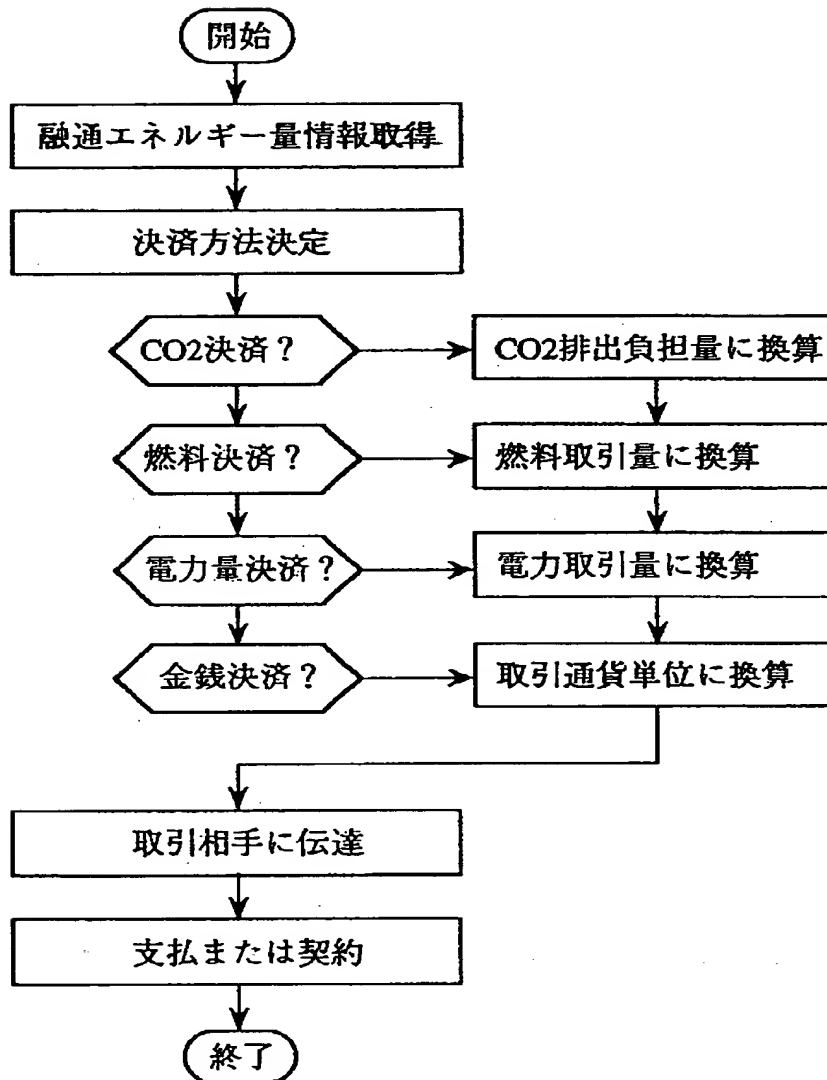 開始
融通エネルギー量情報取得
決済方法決定
CO2決済？
CO2排出負担量に換算
燃料決済？
燃料取引量に換算
電力量決済？
電力取引量に換算
金銭決済？
取引通貨単位に換算
取引相手に伝達
支払または契約
終了